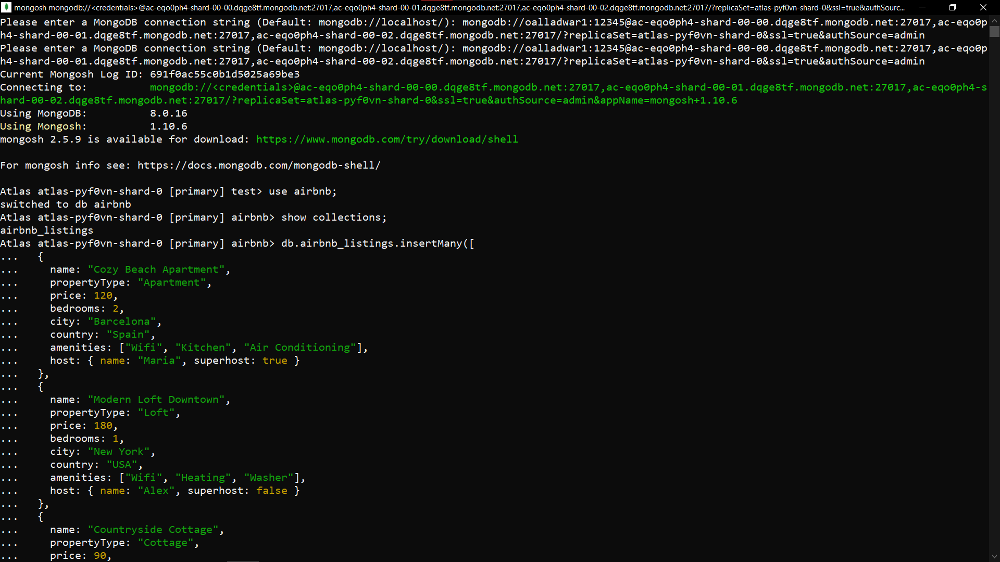 mongosh mongodb://<credentials>@ac-eqo0ph4-shard-00-00.dqge8tf.mongodb.net:27017,ac-eqo0ph4-shard-00-01.dqge8tf.mongodb.net:27017,ac-eqo0ph4-shard-00-02.dqge8tf.mongodb.net:27017/?replicaSet=atlas-pyf0vn-shard-0&ssl=true&authSourc...
Please enter a MongoDB connection string (Default: mongodb://localhost/): mongodb://oalladwar1:12345@ac-eqo0ph4-shard-00-00.dqge8tf.mongodb.net:27017,ac-eqo0p
h4-shard-00-01.dqge8tf.mongodb.net:27017,ac-eqo0ph4-shard-00-02.dqge8tf.mongodb.net:27017/?replicaSet=atlas-pyf0vn-shard-0&ssl=true&authSource=admin
Please enter a MongoDB connection string (Default: mongodb://localhost/): mongodb://oalladwar1:12345@ac-eqo0ph4-shard-00-00.dqge8tf.mongodb.net:27017,ac-eqo0p
h4-shard-00-01.dqge8tf.mongodb.net:27017,ac-eqo0ph4-shard-00-02.dqge8tf.mongodb.net:27017/?replicaSet=atlas-pyf0vn-shard-0&ssl=true&authSource=admin
Current Mongosh Log ID: 691f0ac55c0b1d5025a69be3
Connecting to:          mongodb://<credentials>@ac-eqo0ph4-shard-00-00.dqge8tf.mongodb.net:27017,ac-eqo0ph4-shard-00-01.dqge8tf.mongodb.net:27017,ac-eqo0ph4-s
hard-00-02.dqge8tf.mongodb.net:27017/?replicaSet=atlas-pyf0vn-shard-0&ssl=true&authSource=admin&appName=mongosh+1.10.6
Using MongoDB:          8.0.16
Using Mongosh:          1.10.6
mongosh 2.5.9 is available for download: https://www.mongodb.com/try/download/shell
For mongosh info see: https://docs.mongodb.com/mongodb-shell/
Atlas atlas-pyf0vn-shard-0 [primary] test> use airbnb;
switched to db airbnb
Atlas atlas-pyf0vn-shard-0 [primary] airbnb> show collections;
airbnb_listings
Atlas atlas-pyf0vn-shard-0 [primary] airbnb> db.airbnb_listings.insertMany([
...   {
...     name: "Cozy Beach Apartment",
...     propertyType: "Apartment",
...     price: 120,
...     bedrooms: 2,
...     city: "Barcelona",
...     country: "Spain",
...     amenities: ["Wifi", "Kitchen", "Air Conditioning"],
...     host: { name: "Maria", superhost: true }
...   },
...   {
...     name: "Modern Loft Downtown",
...     propertyType: "Loft",
...     price: 180,
...     bedrooms: 1,
...     city: "New York",
...     country: "USA",
...     amenities: ["Wifi", "Heating", "Washer"],
...     host: { name: "Alex", superhost: false }
...   },
...   {
...     name: "Countryside Cottage",
...     propertyType: "Cottage",
...     price: 90,